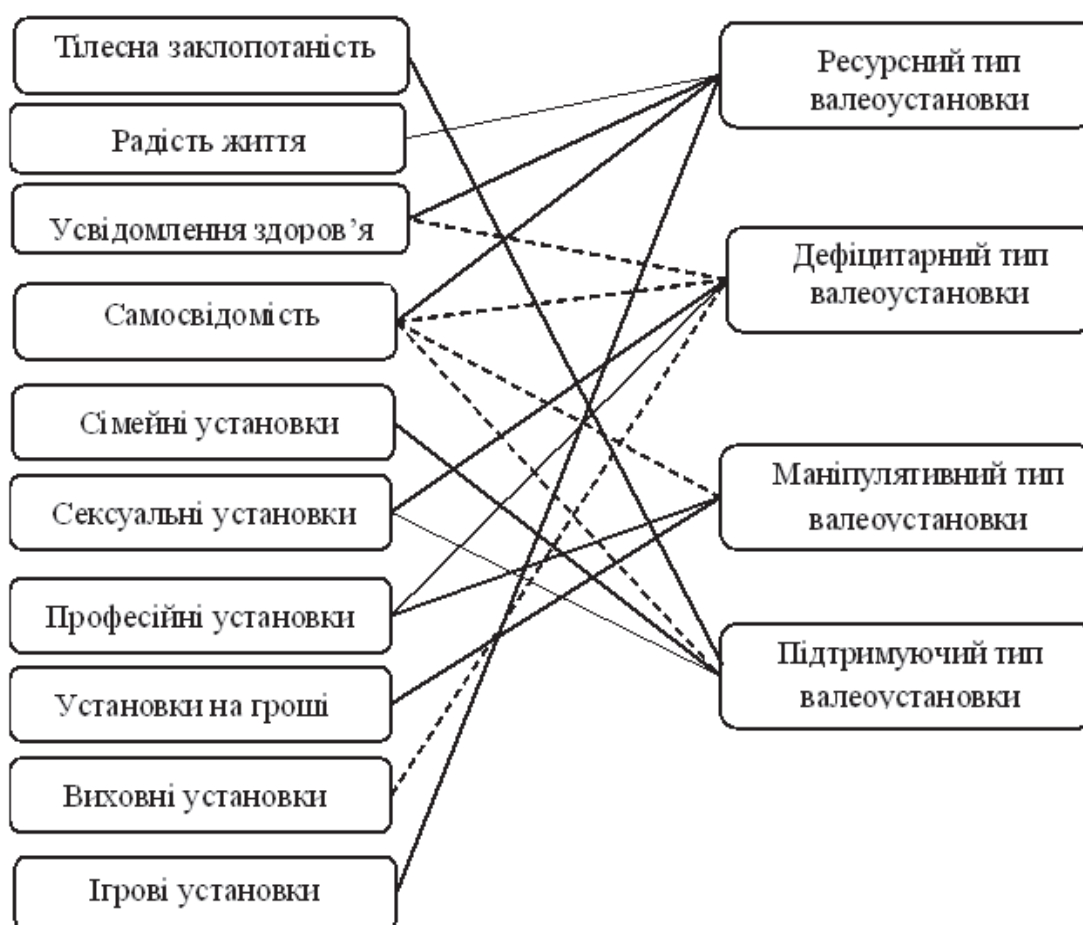 Тілесна заклопотаність
Радість життя
Усвідомлення здоров’я
Самосвідомість
Сімейні установки
Сексуальні установки
Професійні установки
Установки на гроші
Виховні установки
Ігрові установки
Ресурсний тип
валеоустановки
Дефіцитарний тип
валеоустановки
Маніпулятивний тип
валеоустановки
Підтримуючий тип
валеоустановки